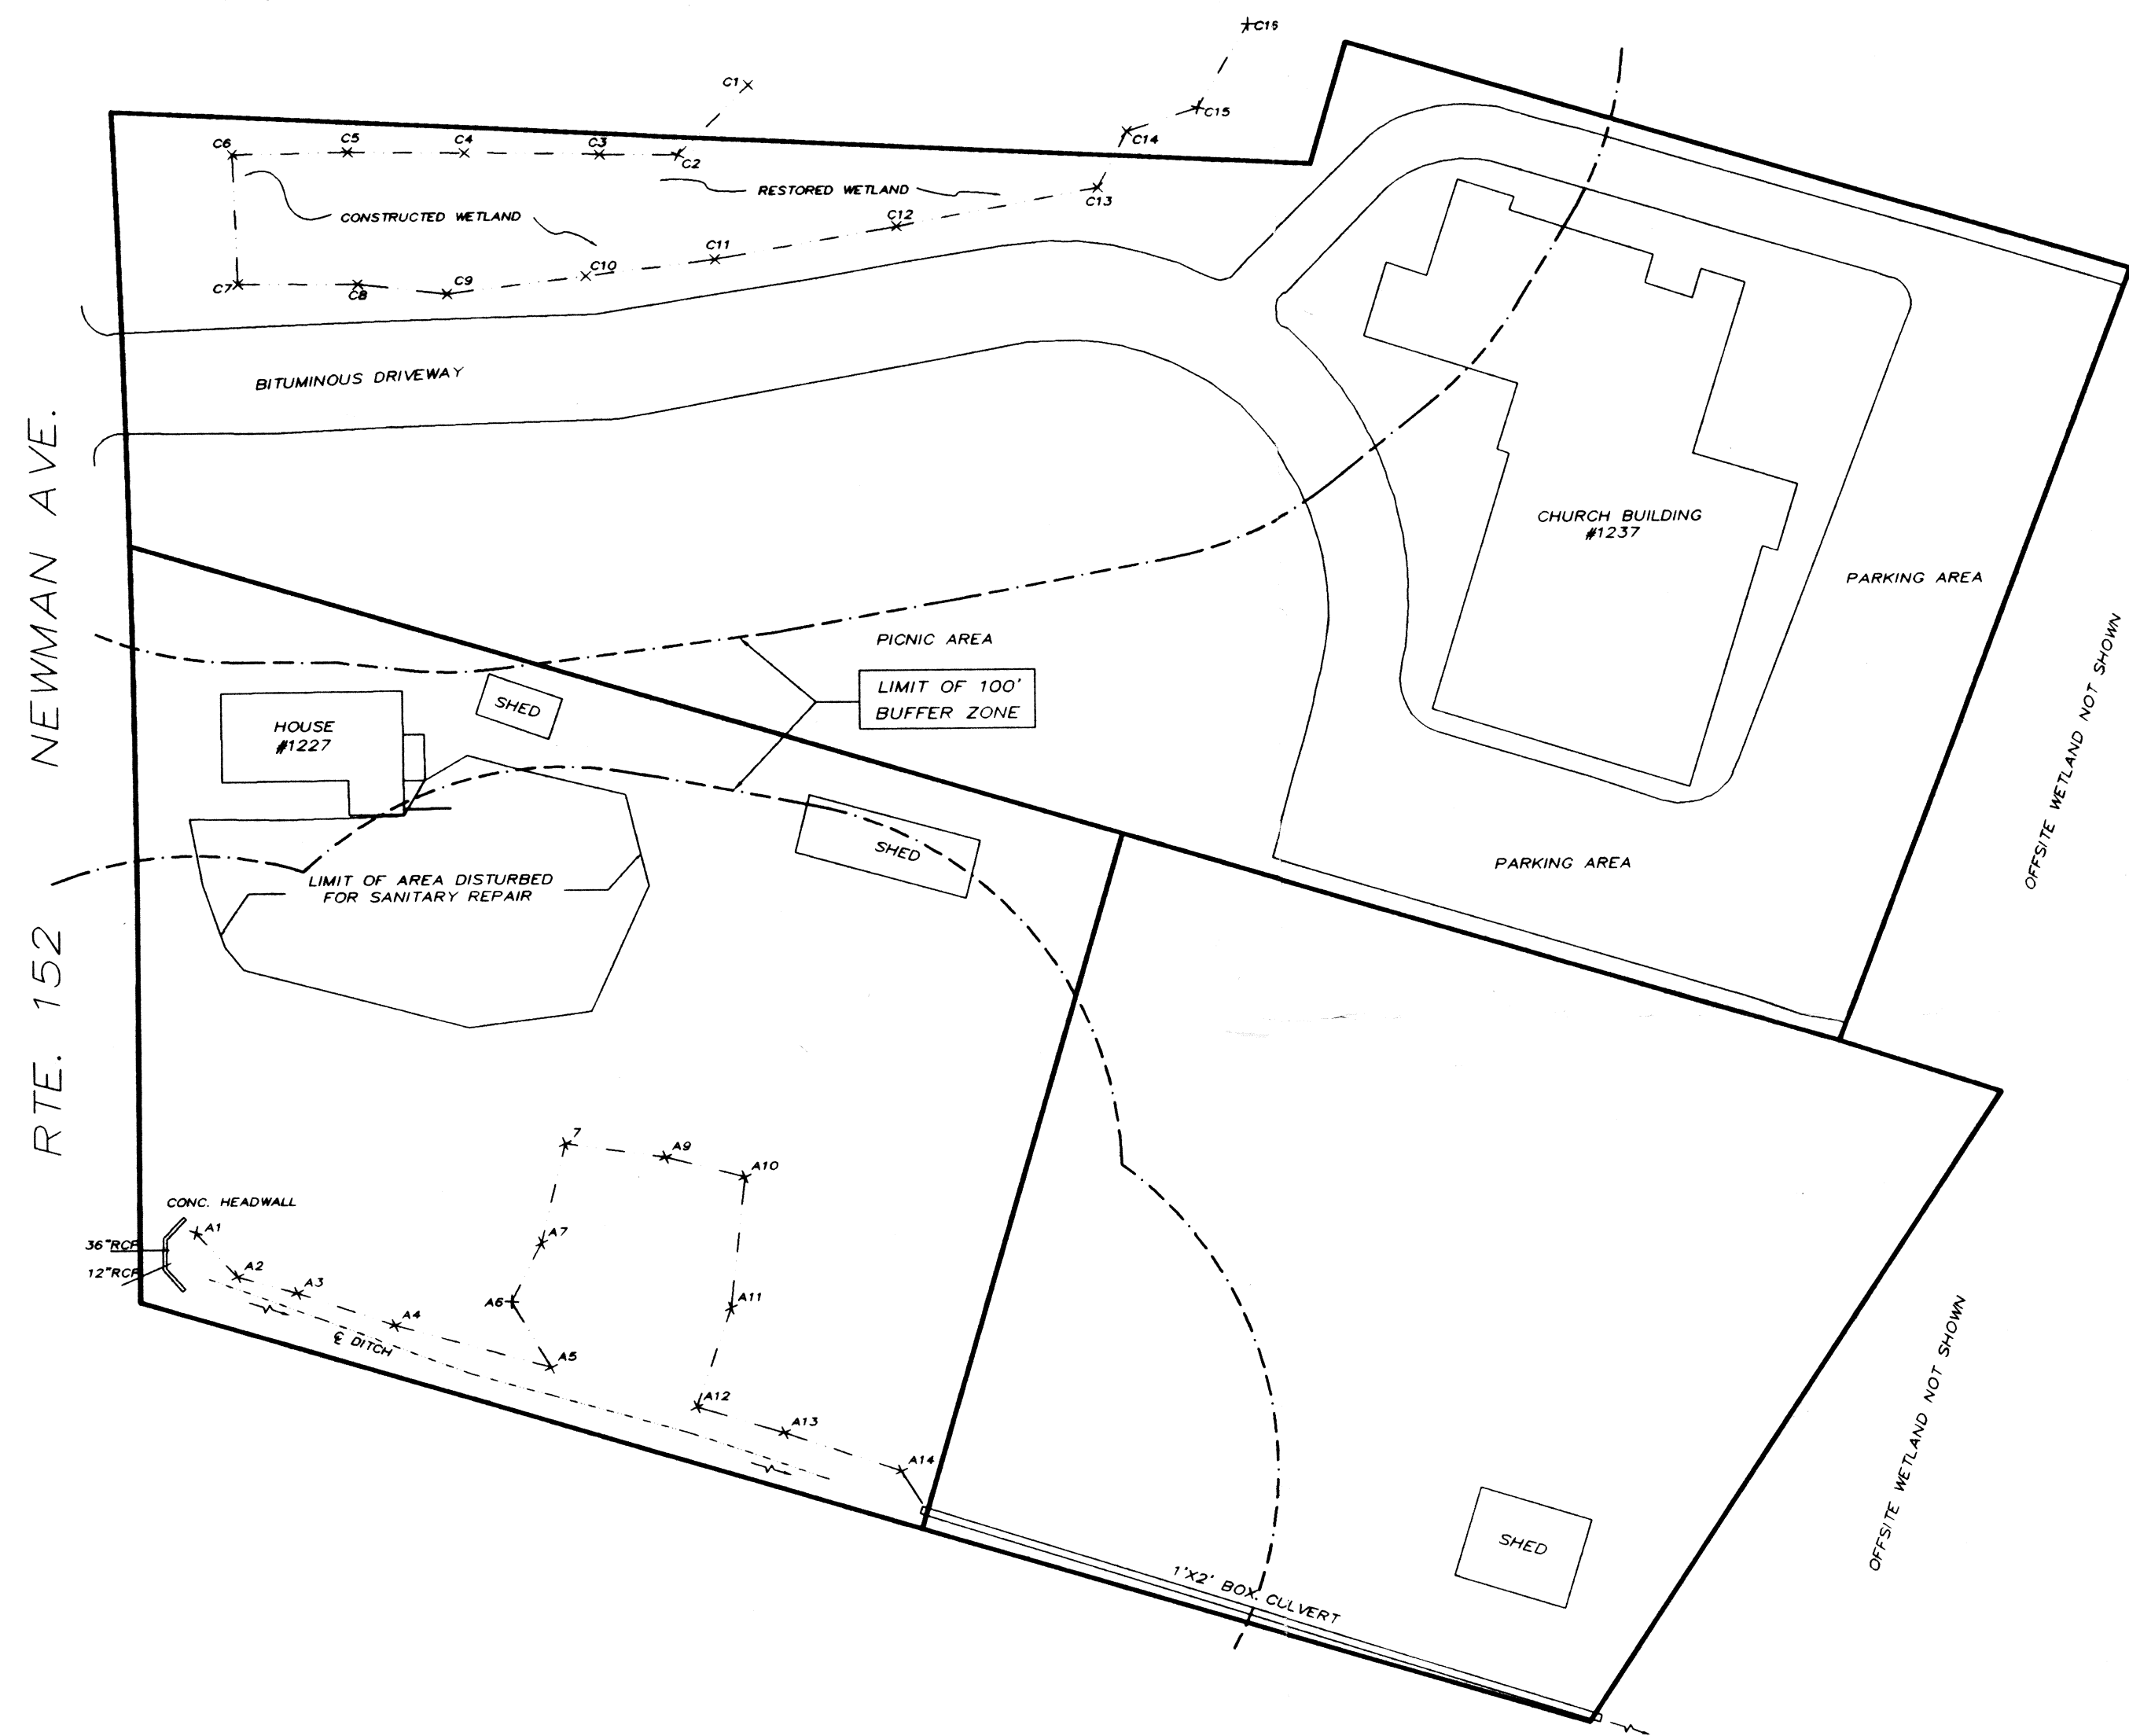 C16
C1
C15
C14
C6
C5
C4
C3
C2
RESTORED WETLAND
C13
CONSTRUCTED WETLAND
C12
C11
C10
C7
C8
C9
BITUMINOUS DRIVEWAY
RTE. 152 NEWMAN AVE.
CHURCH BUILDING
#1237
PARKING AREA
OFFSITE WETLAND NOT SHOWN
PICNIC AREA
LIMIT OF 100'
BUFFER ZONE
SHED
HOUSE
#1227
SHED
PARKING AREA
LIMIT OF AREA DISTURBED
FOR SANITARY REPAIR
7
A9
A10
CONC. HEADWALL
A1
A7
36"RCP
12"RCP
A2
A3
A6
A11
A4
℄ DITCH
A5
A12
A13
A14
OFFSITE WETLAND NOT SHOWN
SHED
1'X2' BOX. CULVERT